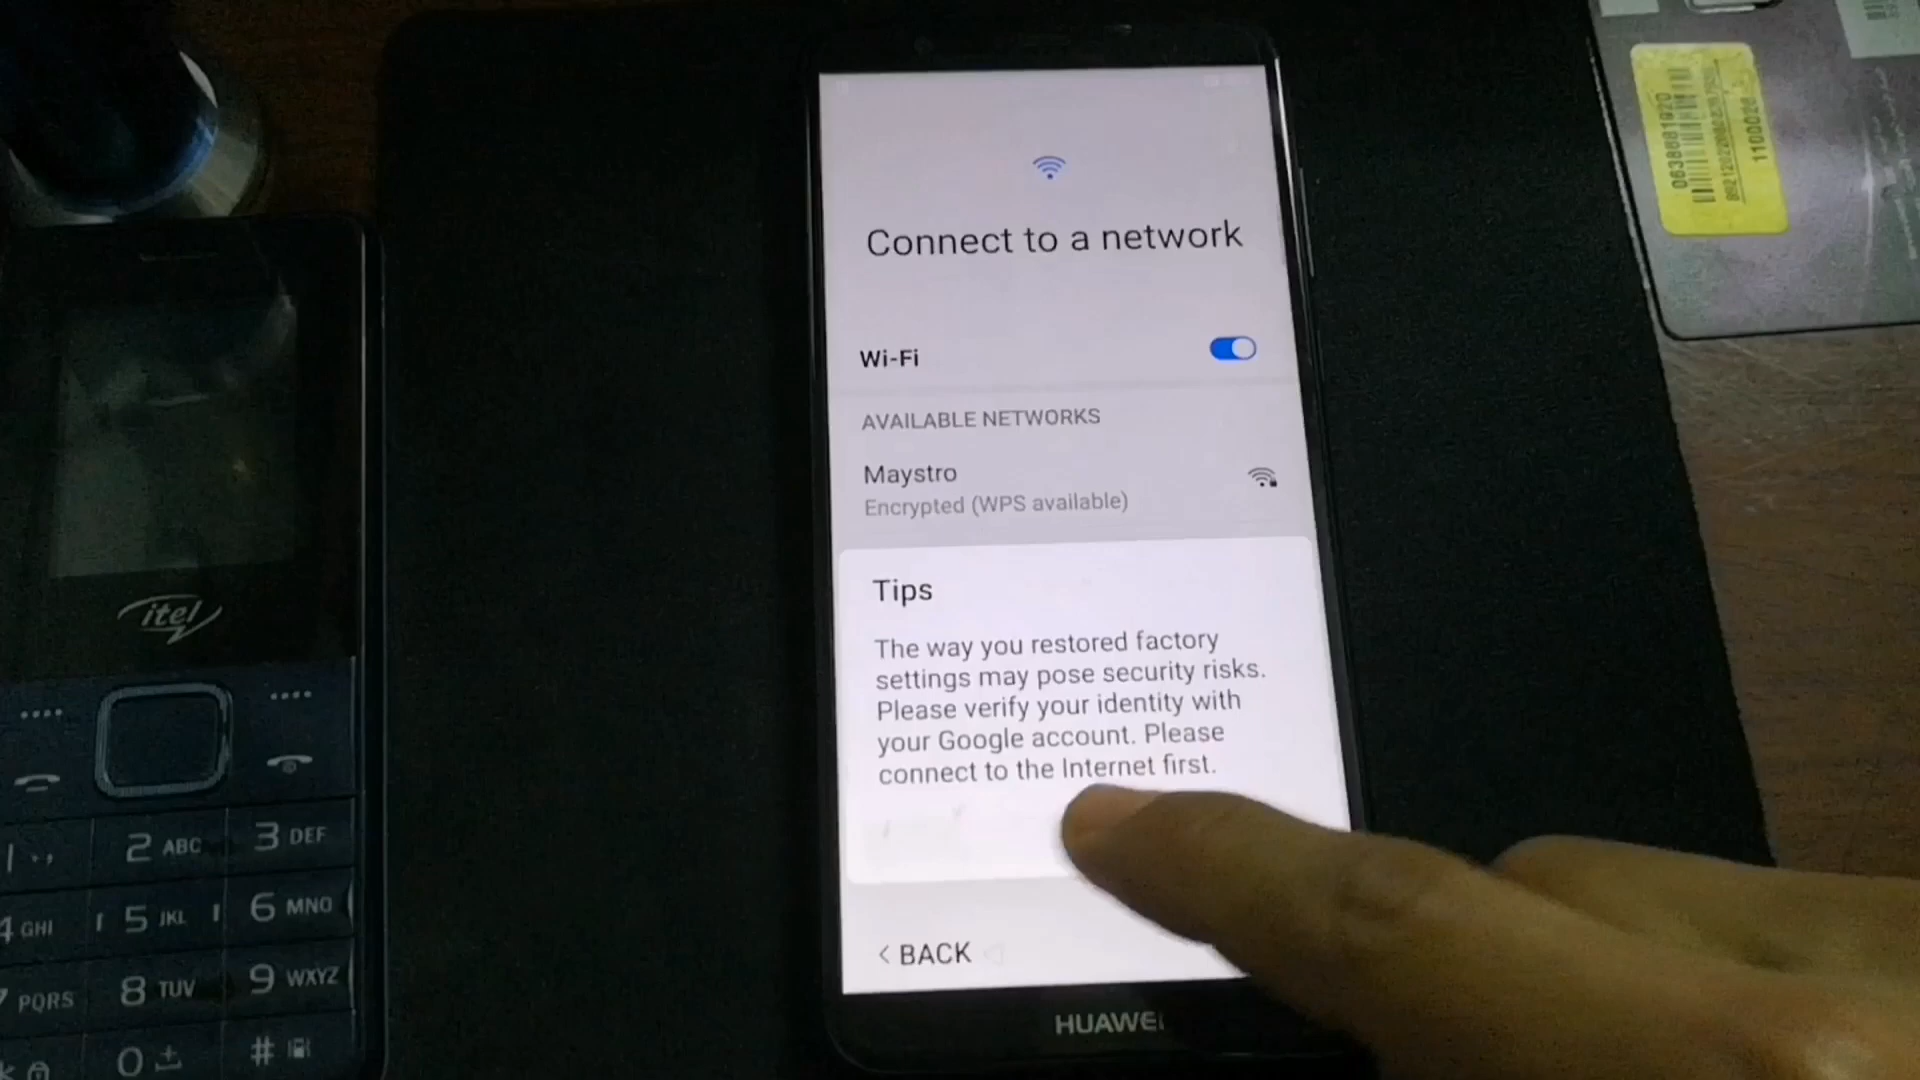 Connect to a network
Wi-Fi
AVAILABLE NETWORKS
Maystro
Encrypted (WPS available)
Tips
The way you restored factory
settings may pose security risks.
Please verify your identity with
your Google account. Please
connect to the Internet first.
< BACK
HUAWEI
itel
2 ABC
3 DEF
4 GHI
5 JKL
6 MNO
7 PQRS
8 TUV
9 WXYZ
0
#